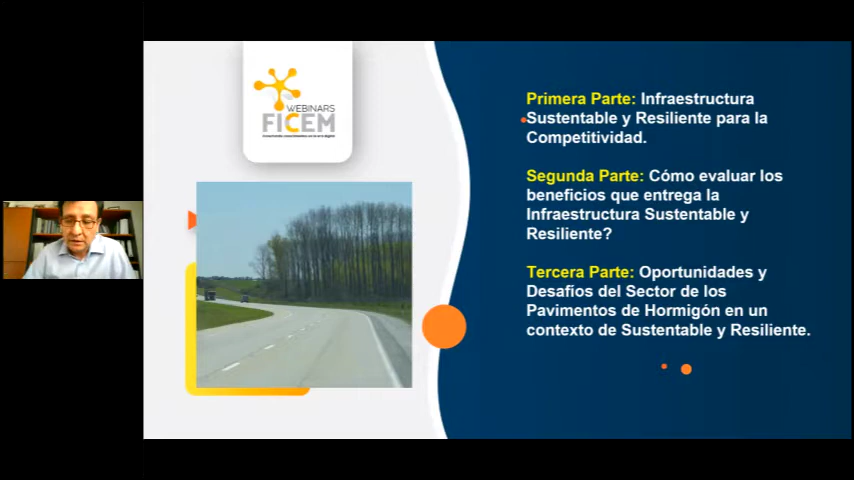 WEBINARS
FICEM
Primera Parte: Infraestructura
Sustentable y Resiliente para la
Competitividad.
Segunda Parte: Cómo evaluar los
beneficios que entrega la
Infraestructura Sustentable y
Resiliente?
Tercera Parte: Oportunidades y
Desafíos del Sector de los
Pavimentos de Hormigón en un
contexto de Sustentable y Resiliente.